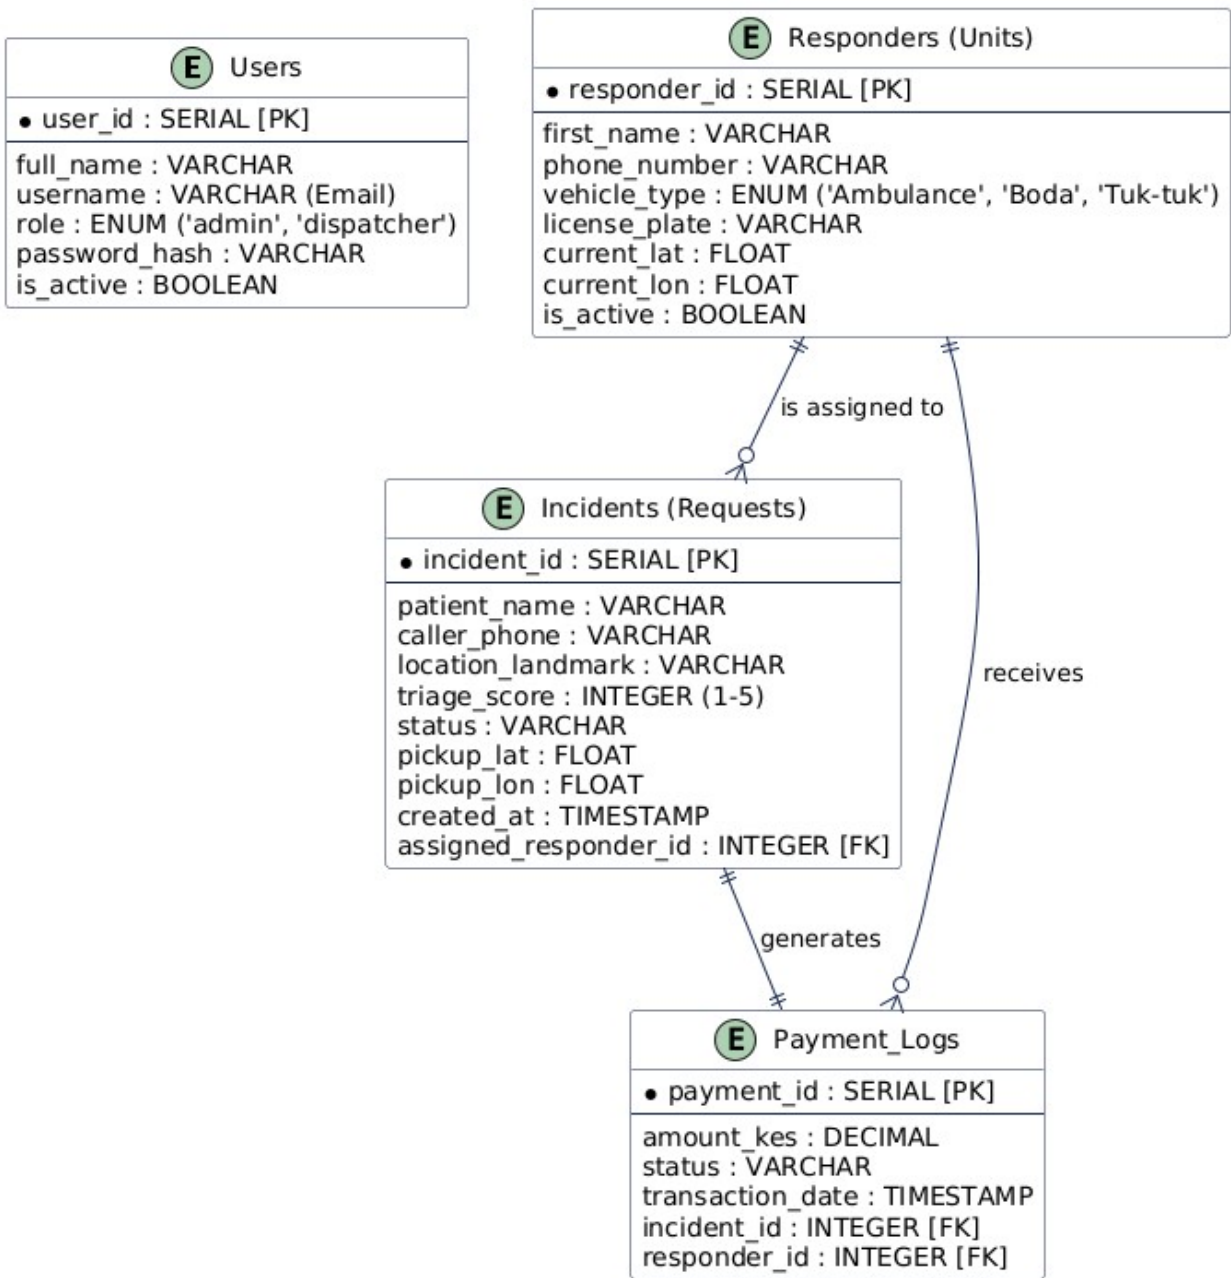 E Users
user_id : SERIAL [PK]
full_name : VARCHAR
username : VARCHAR (Email)
role : ENUM ('admin', 'dispatcher')
password_hash : VARCHAR
is_active : BOOLEAN
E Responders (Units)
responder_id : SERIAL [PK]
first_name : VARCHAR
phone_number : VARCHAR
vehicle_type : ENUM ('Ambulance', 'Boda', 'Tuk-tuk')
license_plate : VARCHAR
current_lat : FLOAT
current_lon : FLOAT
is_active : BOOLEAN
is assigned to
E Incidents (Requests)
incident_id : SERIAL [PK]
patient_name : VARCHAR
caller_phone : VARCHAR
location_landmark : VARCHAR
triage_score : INTEGER (1-5)
status : VARCHAR
pickup_lat : FLOAT
pickup_lon : FLOAT
created_at : TIMESTAMP
assigned_responder_id : INTEGER [FK]
receives
generates
E Payment_Logs
payment_id : SERIAL [PK]
amount_kes : DECIMAL
status : VARCHAR
transaction_date : TIMESTAMP
incident_id : INTEGER [FK]
responder_id : INTEGER [FK]